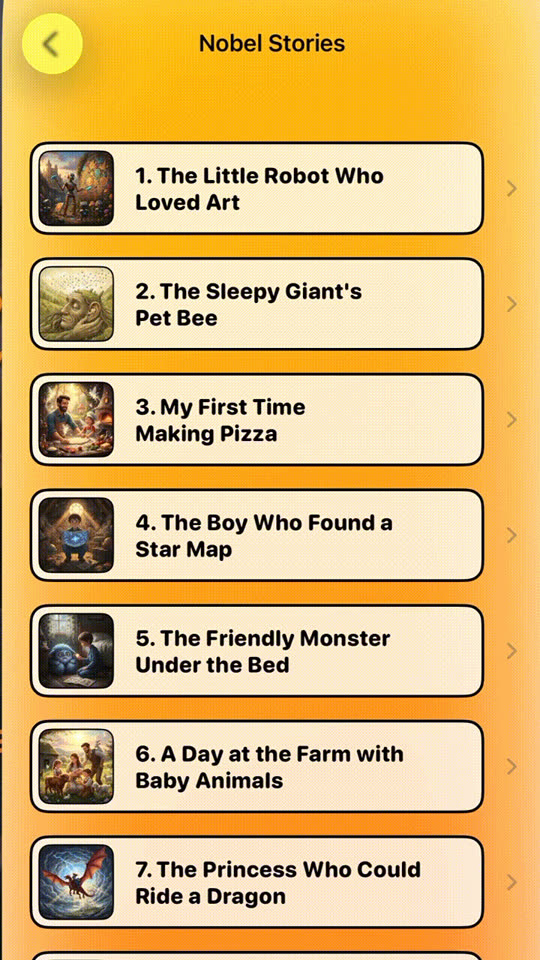 Nobel Stories
1. The Little Robot Who
Loved Art
2. The Sleepy Giant's
Pet Bee
3. My First Time
Making Pizza
4. The Boy Who Found a
Star Map
5. The Friendly Monster
Under the Bed
6. A Day at the Farm with
Baby Animals
7. The Princess Who Could
Ride a Dragon